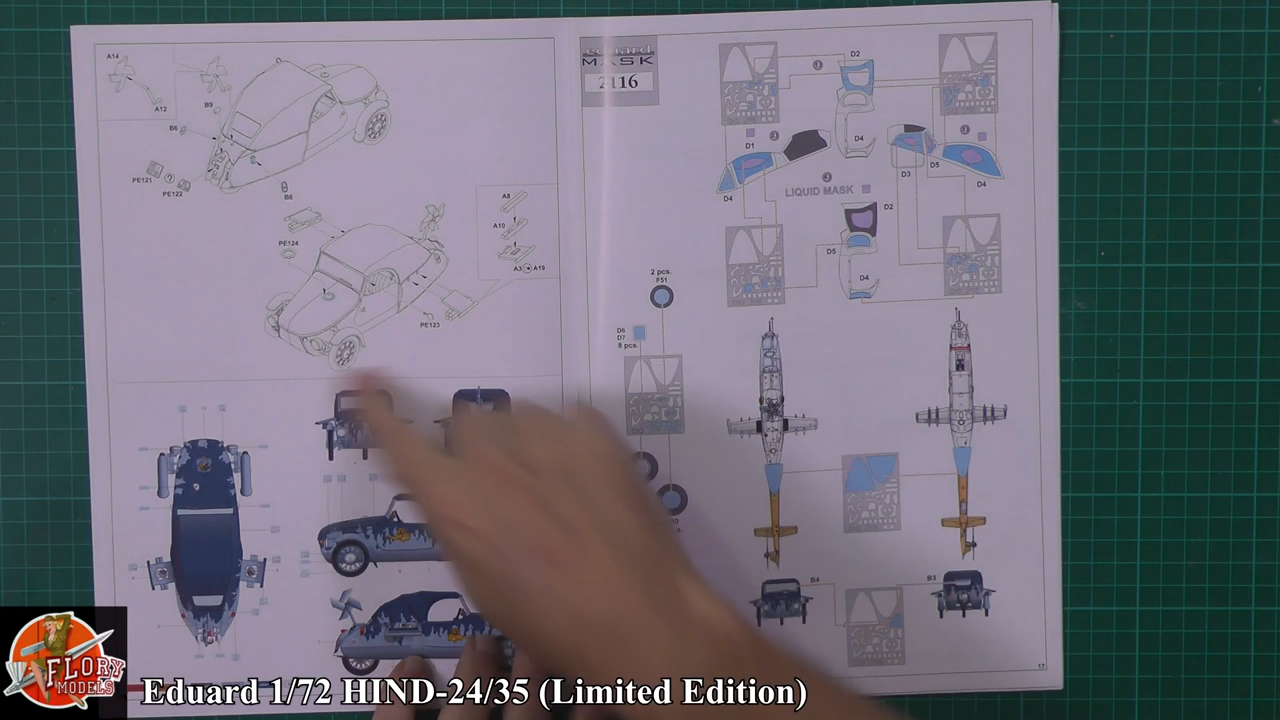 A14
A12
B9
B6
PE121
PE122
B6
PE124
A8
A10
A3 A19
PE123
eduard
MASK
2116
D2
D4
D1
D5
D3
D4
D4
LIQUID MASK
D2
D5
D4
2 pcs.
F51
D6
D7
8 pcs.
B4
B3
17
FLORY
MODELS
Eduard 1/72 HIND-24/35 (Limited Edition)